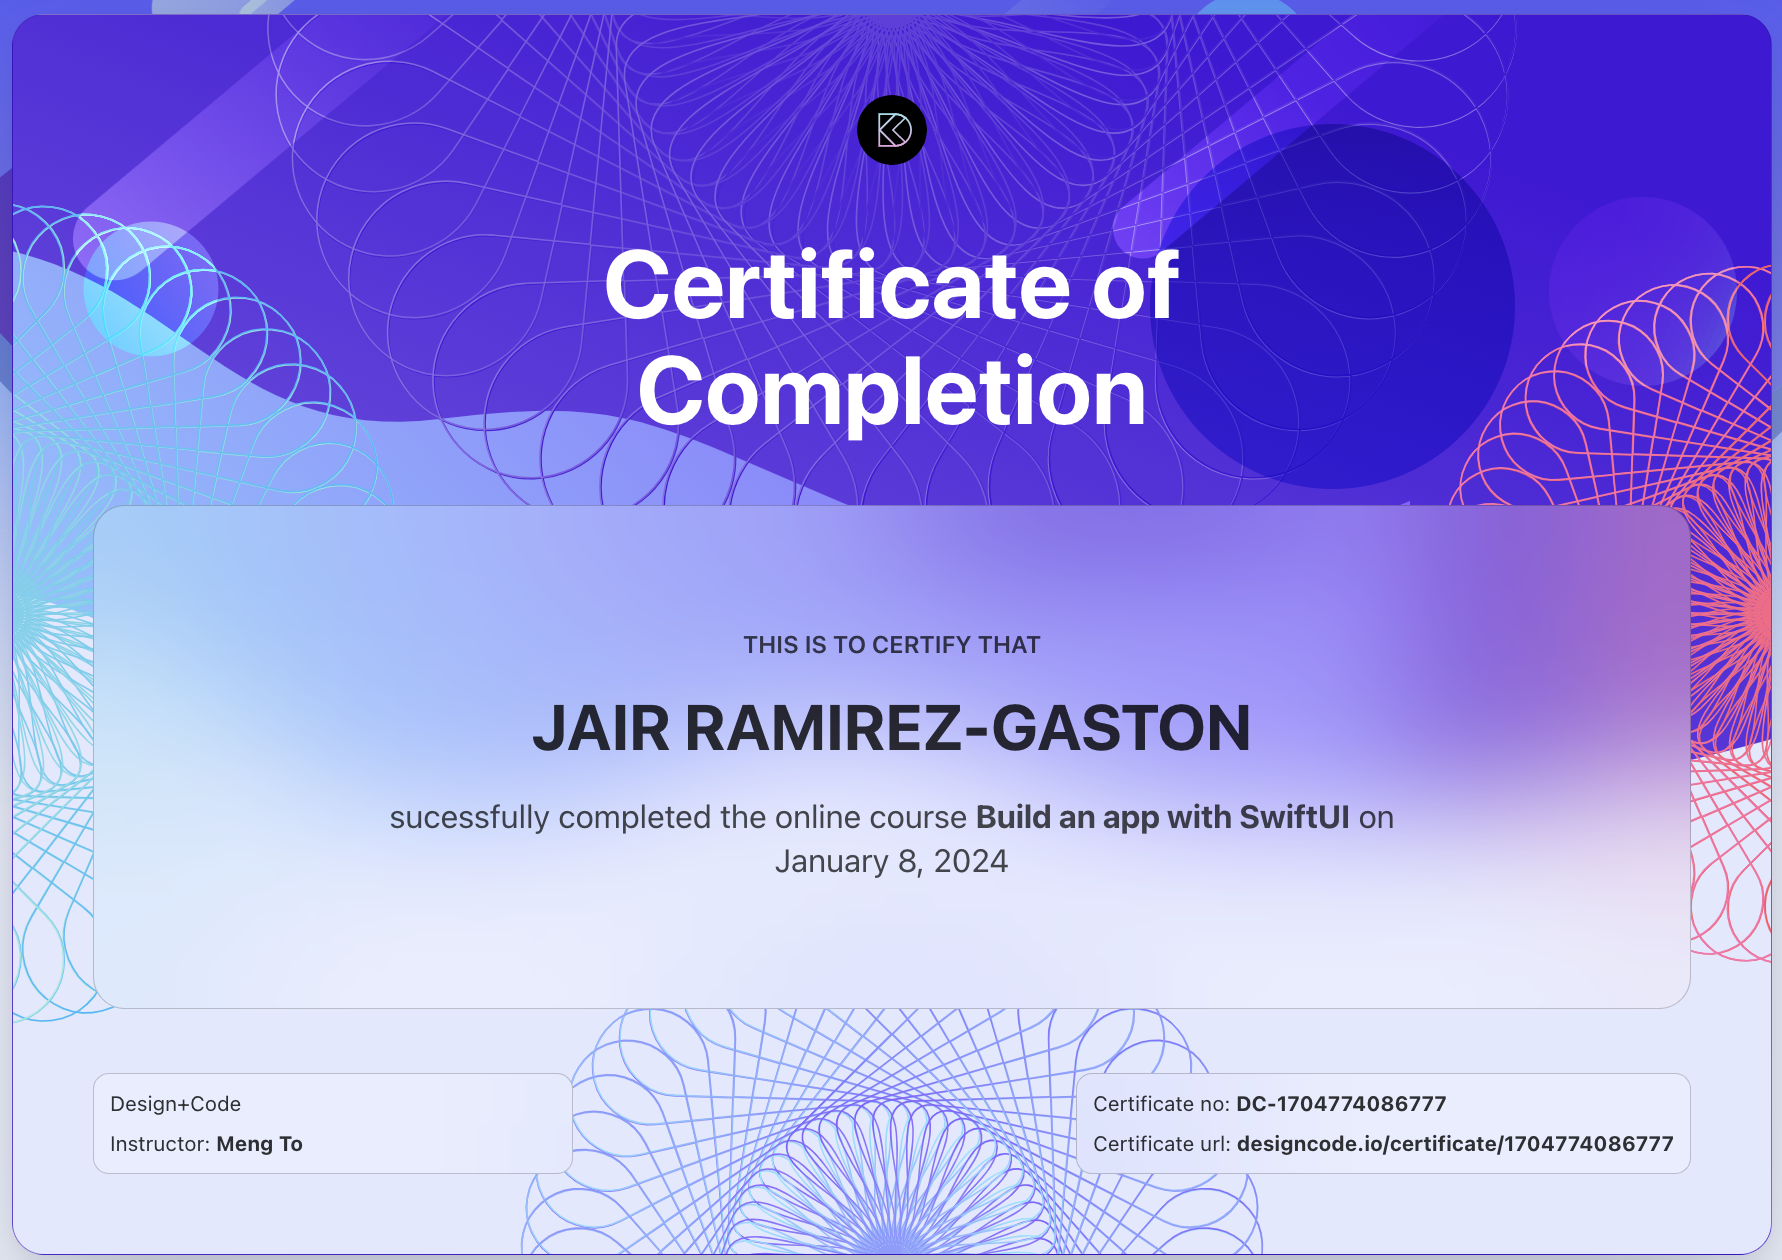 Certificate of
Completion
THIS IS TO CERTIFY THAT
JAIR RAMIREZ-GASTON
sucessfully completed the online course Build an app with SwiftUI on
January 8, 2024
Design+Code
Instructor: Meng To
Certificate no: DC-1704774086777
Certificate url: designcode.io/certificate/1704774086777